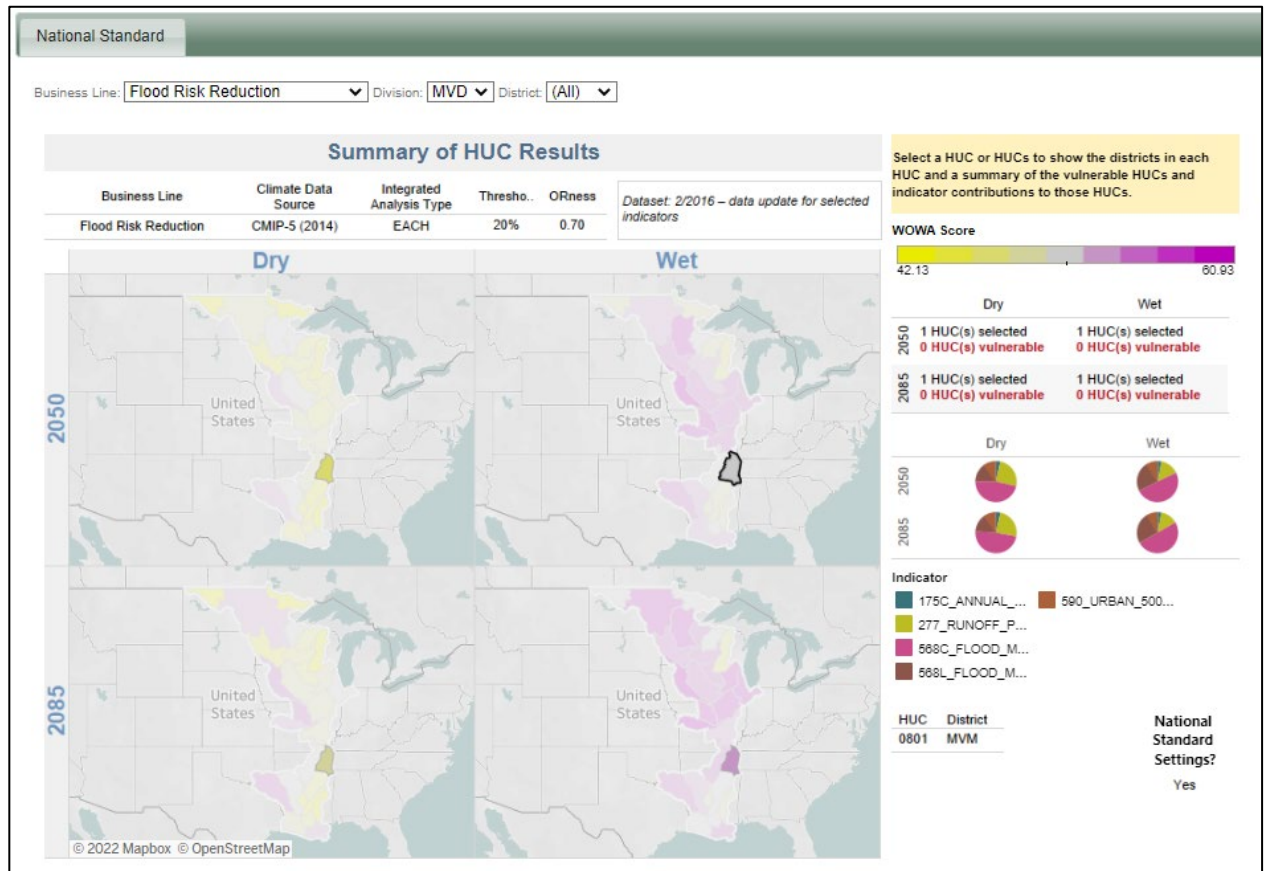 National Standard
Business Line: Flood Risk Reduction Division: MVD District: (All)
Summary of HUC Results
Business Line Climate Data Source Integrated Analysis Type Thresho.. ORness
Flood Risk Reduction CMIP-5 (2014) EACH 20% 0.70
Dataset: 2/2016 – data update for selected
indicators
Dry Wet
2050
United
States
United
States
2085
United
States
United
States
© 2022 Mapbox © OpenStreetMap
Select a HUC or HUCs to show the districts in each
HUC and a summary of the vulnerable HUCs and
indicator contributions to those HUCs.
WOWA Score
42.13 60.93
Dry Wet
2050
1 HUC(s) selected 1 HUC(s) selected
0 HUC(s) vulnerable 0 HUC(s) vulnerable
2085
1 HUC(s) selected 1 HUC(s) selected
0 HUC(s) vulnerable 0 HUC(s) vulnerable
Dry Wet
2050
2085
Indicator
175C_ANNUAL_... 590_URBAN_500...
277_RUNOFF_P...
568C_FLOOD_M...
568L_FLOOD_M...
HUC District
0801 MVM
National
Standard
Settings?
Yes